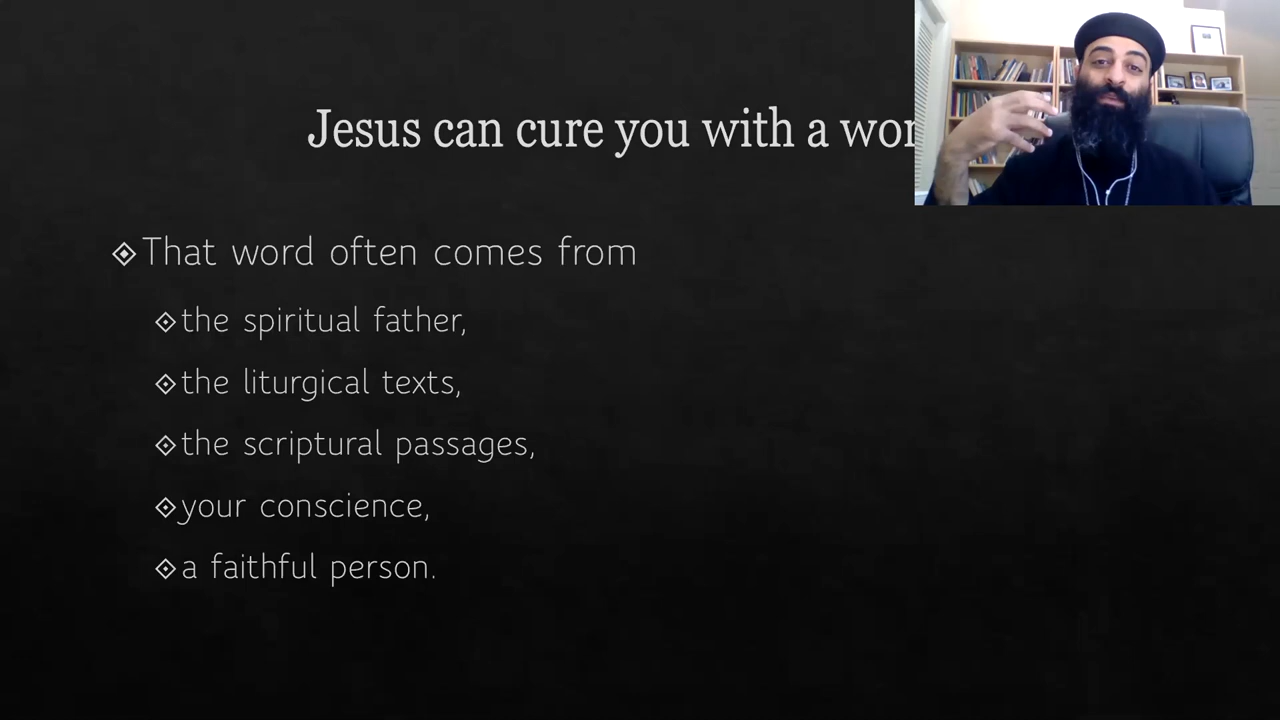 Jesus can cure you with a wor
That word often comes from
the spiritual father,
the liturgical texts,
the scriptural passages,
your conscience,
a faithful person.